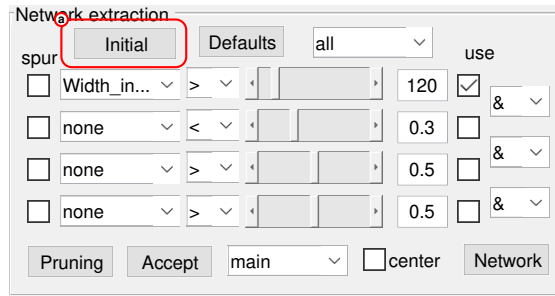 Network extraction
a
Initial Defaults all
spur use
Width_in... > 120
&
none < 0.3
&
none > 0.5
&
none > 0.5
Pruning Accept main center Network